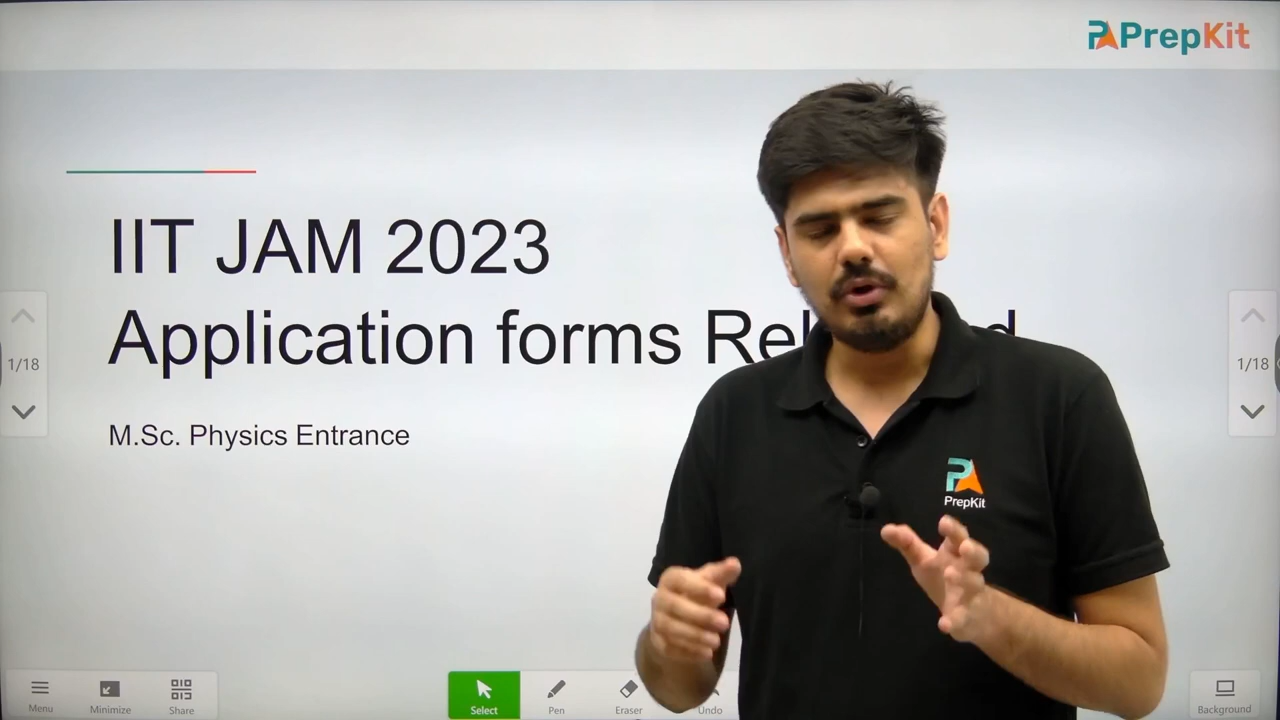 PrepKit
IIT JAM 2023
Application forms
M.Sc. Physics Entrance
1/18
1/18
PrepKit
Menu
Minimize
Share
Select
Pen
Eraser
Undo
Background